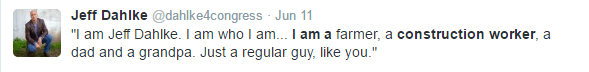 Jeff Dahlke @dahlke4congress · Jun 11
"I am Jeff Dahlke. I am who I am... I am a farmer, a construction worker, a
dad and a grandpa. Just a regular guy, like you."